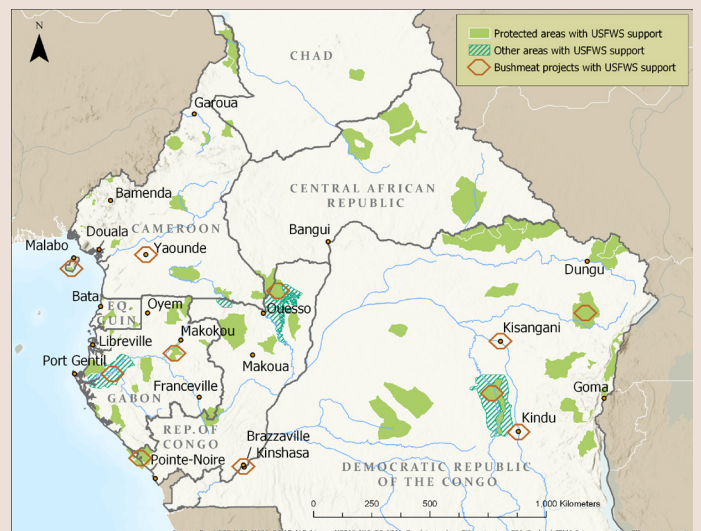 N
Protected areas with USFWS support
Other areas with USFWS support
Bushmeat projects with USFWS support
CHAD
Garoua
CENTRAL AFRICAN
REPUBLIC
Bamenda
Douala
CAMEROON
Malabo
Yaounde
Bangui
Dungu
Bata
EQ.
GUIN
Oyem
Ouesso
Makokou
Kisangani
Libreville
Port Gentil
Makoua
Franceville
Goma
GABON
Kindu
REP. OF
CONGO
Brazzaville
Kinshasa
Pointe-Noire
DEMOCRATIC REPUBLIC
OF THE CONGO
0 250 500 1,000 Kilometers